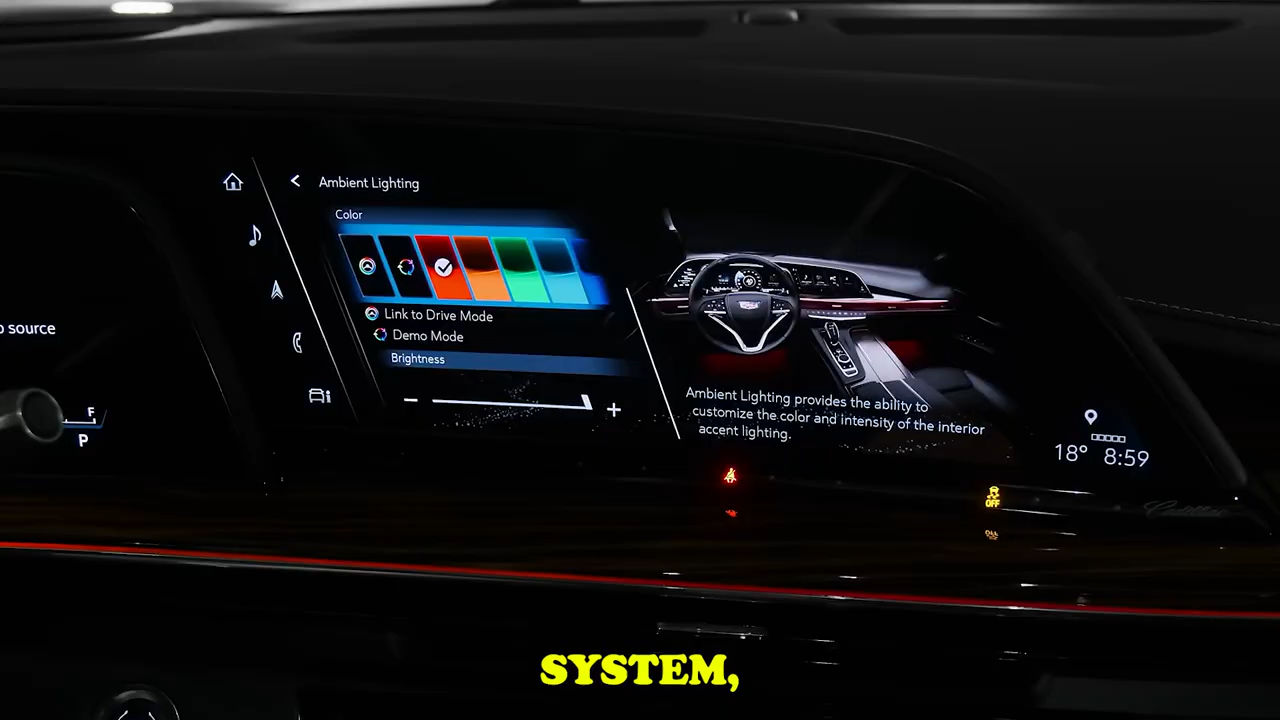 Ambient Lighting
Color
Link to Drive Mode
Demo Mode
Brightness
Ambient Lighting provides the ability to
customize the color and intensity of the interior
accent lighting.
o source
F
P
18° 8:59
OFF
Cadillac
SYSTEM,